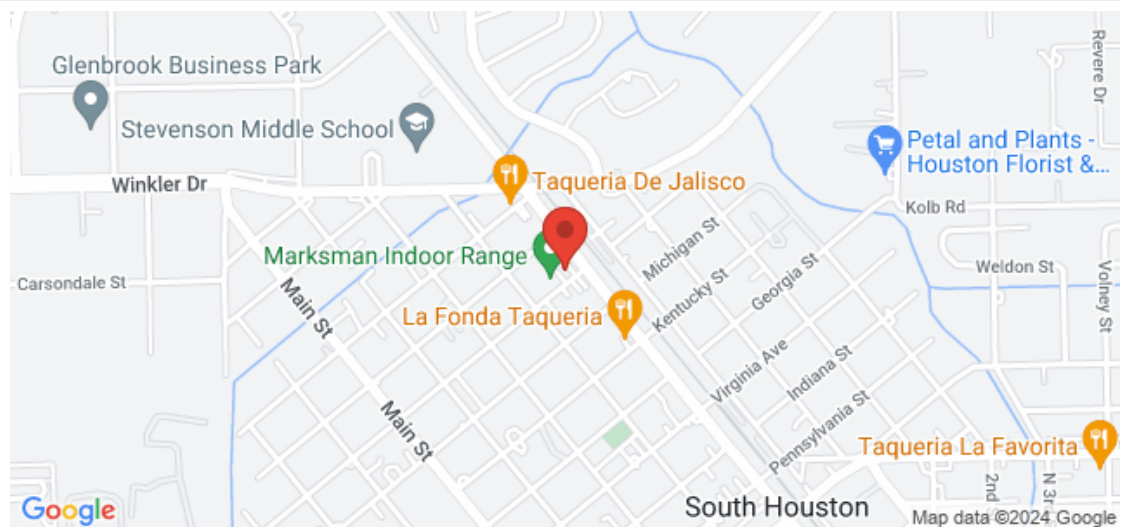 Revere Dr
Glenbrook Business Park
Stevenson Middle School
Petal and Plants -
Houston Florist &...
Winkler Dr
Taqueria De Jalisco
Kolb Rd
Michigan St
Marksman Indoor Range
Weldon St
Carsondale St
Georgia St
Volney St
Main St
Kentucky St
La Fonda Taqueria
Virginia Ave
Indiana St
Main St
Pennsylvania St
Taqueria La Favorita
2nd S
N 3r
South Houston
Google
Map data ©2024 Google